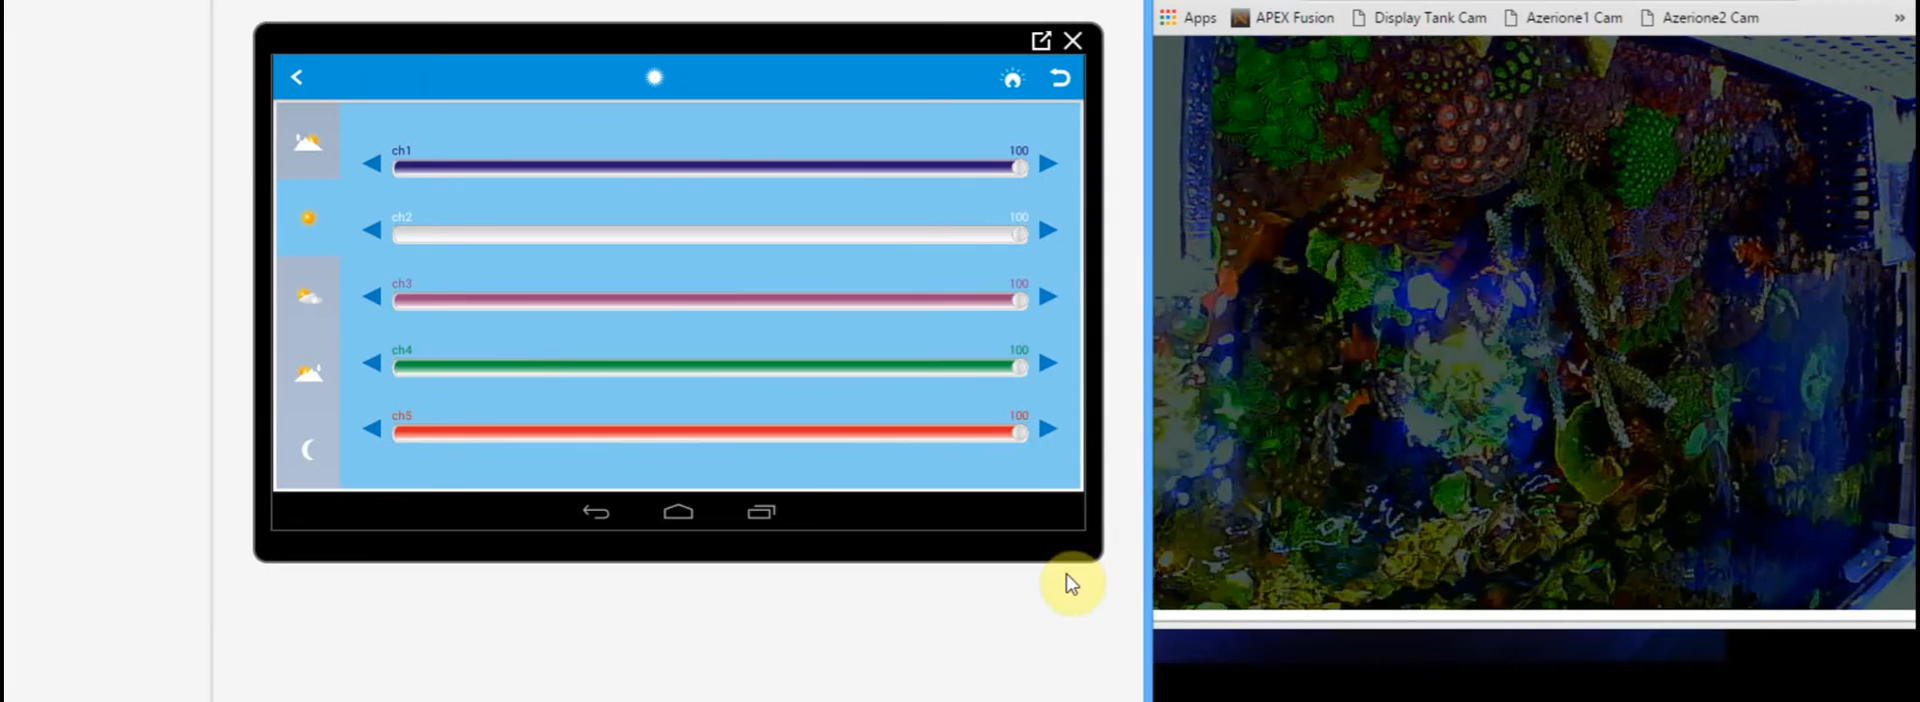 Apps APEX Fusion Display Tank Cam Azerione1 Cam Azerione2 Cam »
ch1 100
ch2 100
ch3 100
ch4 100
ch5 100